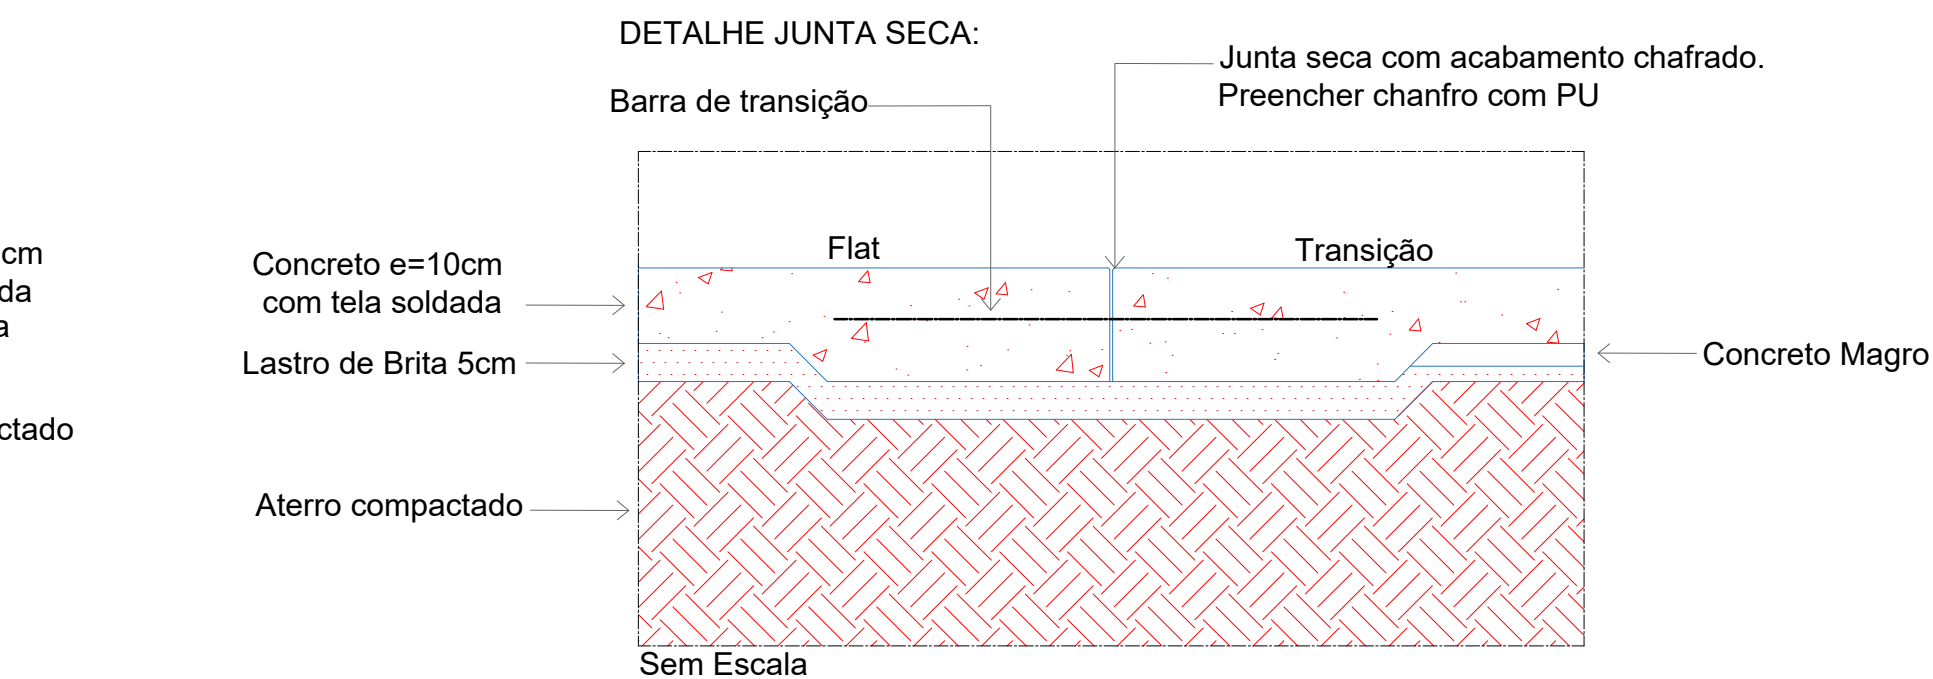 DETALHE JUNTA SECA:
Junta seca com acabamento chafrado.
Preencher chanfro com PU
Barra de transição
Flat
Transição
cm
da
a
Concreto e=10cm
com tela soldada
Lastro de Brita 5cm
Concreto Magro
ctado
Aterro compactado
Sem Escala